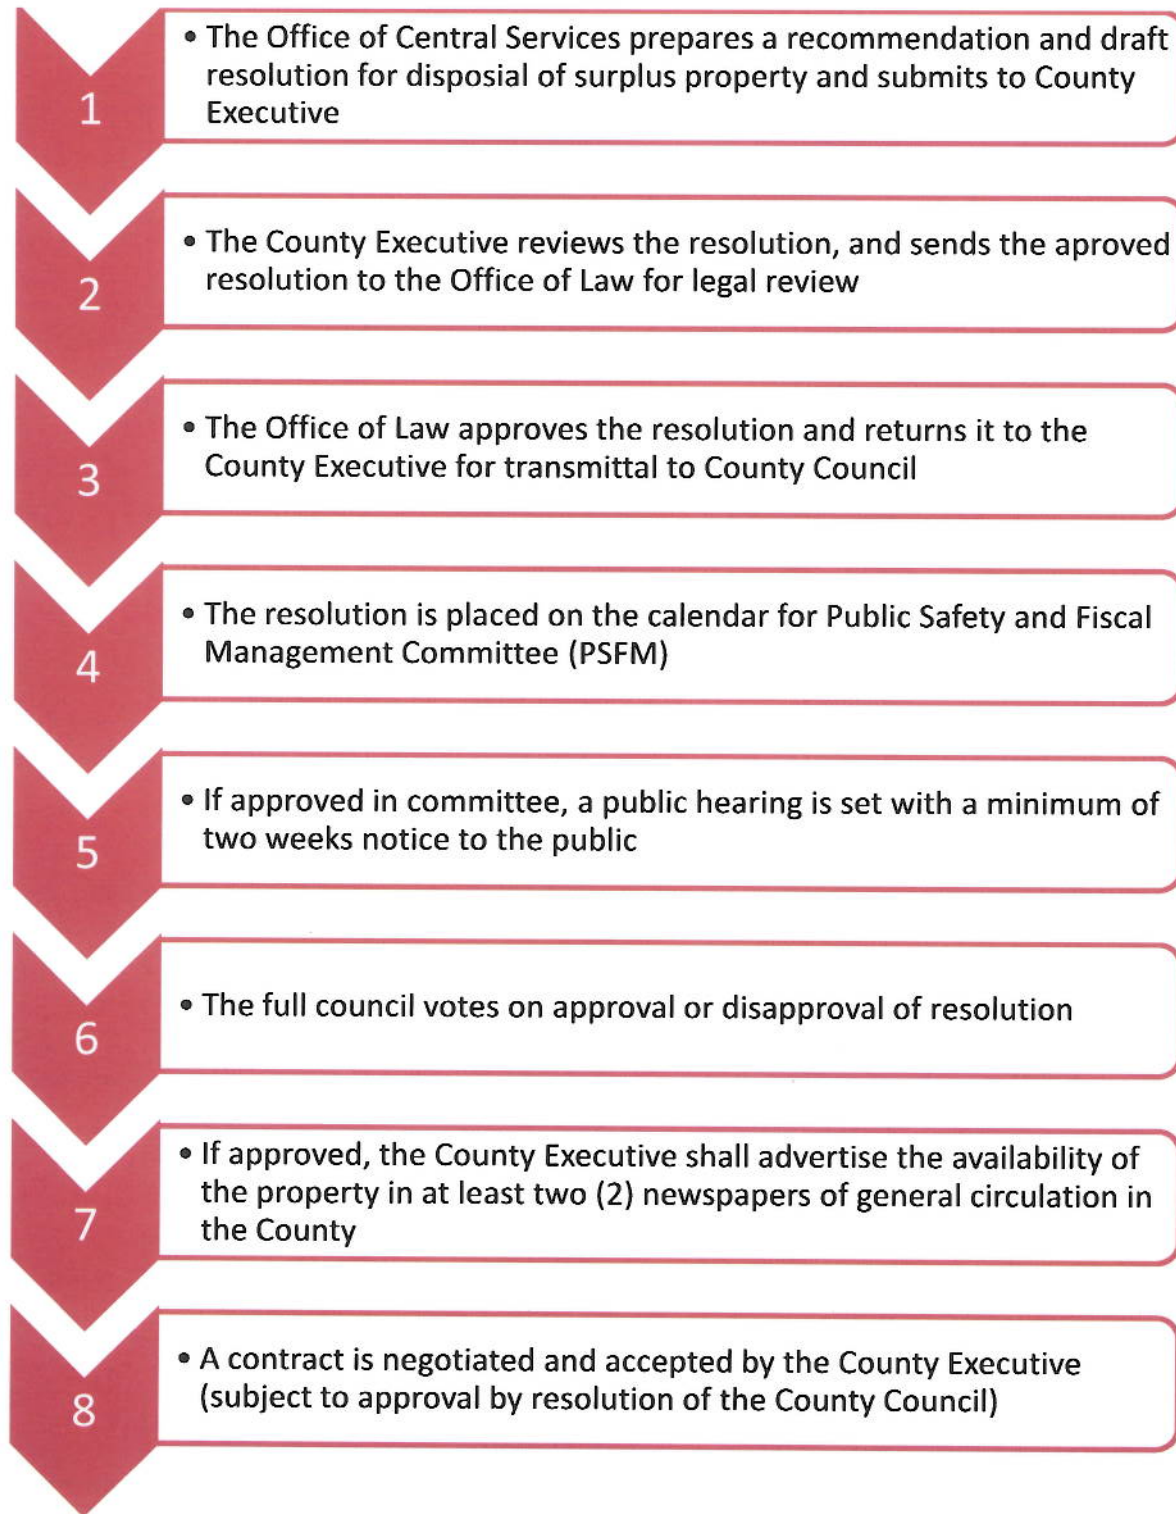 1
• The Office of Central Services prepares a recommendation and draft
resolution for disposial of surplus property and submits to County
Executive
2
• The County Executive reviews the resolution, and sends the aproved
resolution to the Office of Law for legal review
3
• The Office of Law approves the resolution and returns it to the
County Executive for transmittal to County Council
4
• The resolution is placed on the calendar for Public Safety and Fiscal
Management Committee (PSFM)
5
• If approved in committee, a public hearing is set with a minimum of
two weeks notice to the public
6
• The full council votes on approval or disapproval of resolution
7
• If approved, the County Executive shall advertise the availability of
the property in at least two (2) newspapers of general circulation in
the County
8
• A contract is negotiated and accepted by the County Executive
(subject to approval by resolution of the County Council)